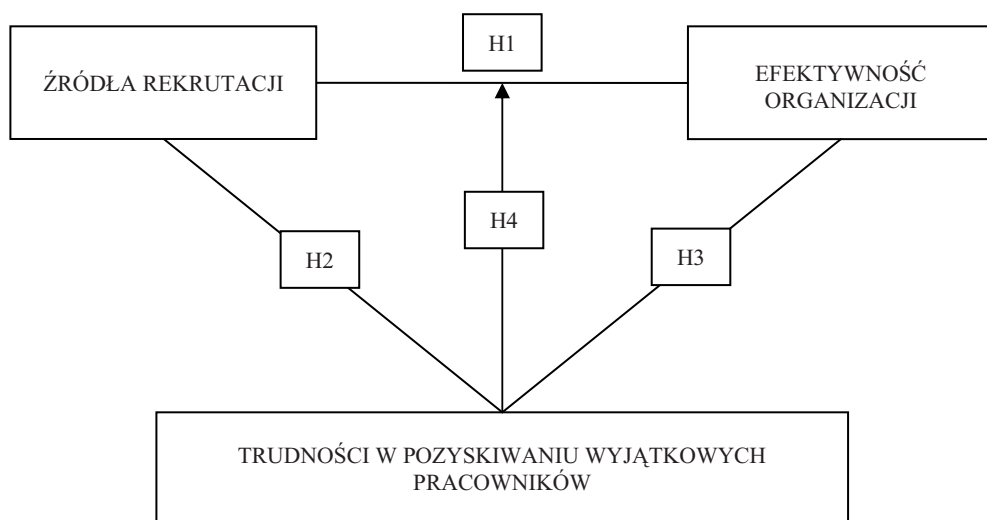 H1
ŹRÓDŁA REKRUTACJI
EFEKTYWNOŚĆ
ORGANIZACJI
H4
H2
H3
TRUDNOŚCI W POZYSKIWANIU WYJĄTKOWYCH
PRACOWNIKÓW